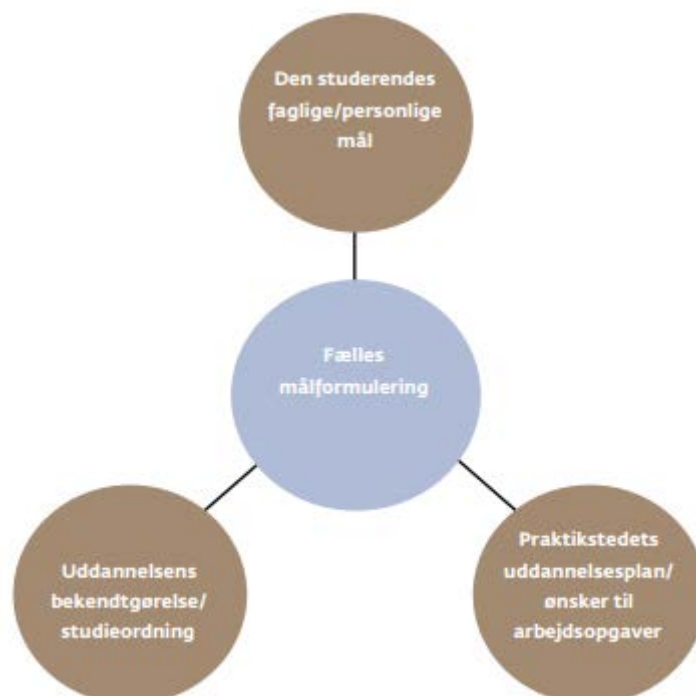 Den studerendes
faglige/personlige
mål
Fælles
målformulering
Uddannelsens
bekendtgørelse/
studieordning
Praktikstedets
uddannelsesplan/
ønsker til
arbejdsopgaver